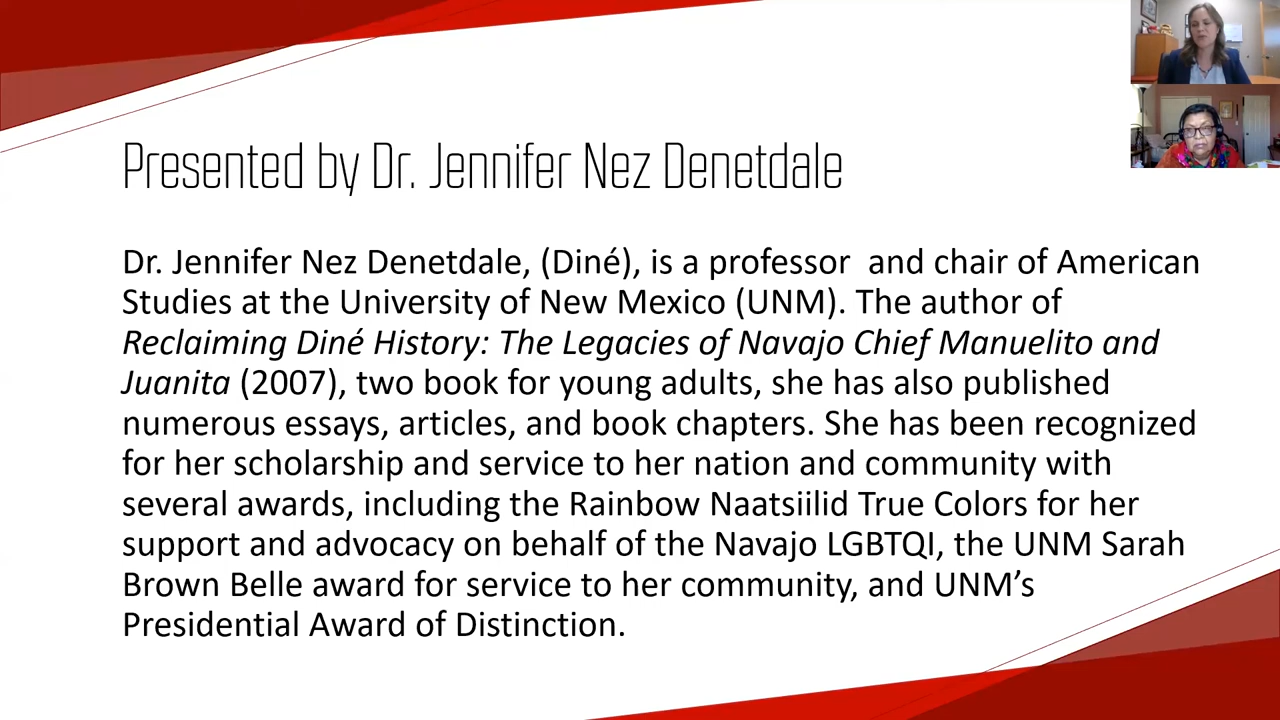 Presented by Dr. Jennifer Nez Denetdale
Dr. Jennifer Nez Denetdale, (Diné), is a professor  and chair of American
Studies at the University of New Mexico (UNM). The author of
Reclaiming Diné History: The Legacies of Navajo Chief Manuelito and
Juanita (2007), two book for young adults, she has also published
numerous essays, articles, and book chapters. She has been recognized
for her scholarship and service to her nation and community with
several awards, including the Rainbow Naatsiilid True Colors for her
support and advocacy on behalf of the Navajo LGBTQI, the UNM Sarah
Brown Belle award for service to her community, and UNM’s
Presidential Award of Distinction.